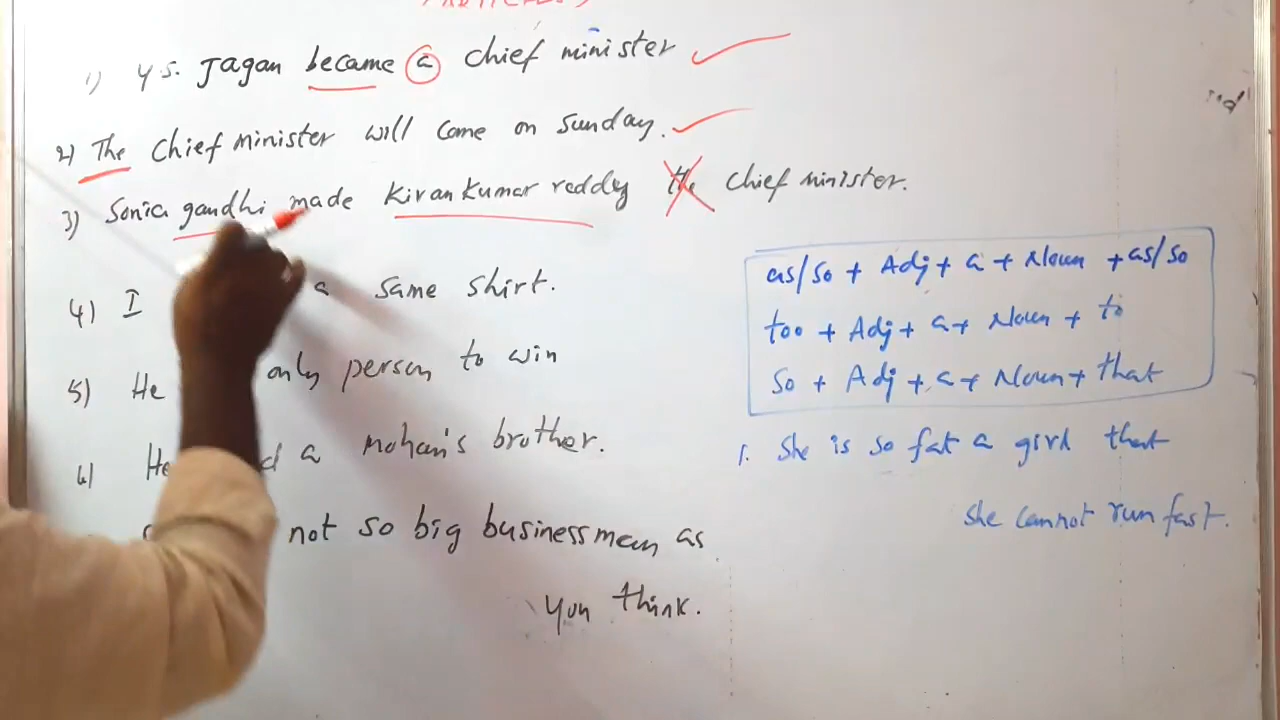 1) Y S. Jagan became a chief minister
2) The Chief minister will Come on Sunday.
3) Sonia gandhi made Kiran Kumar reddy the chief minister.
4) I a same shirt.
5) He only person to win
6) He a mohan's brother.
not so big businessmen as
you think.
as/so + Adj + a + Noun + as/so
too + Adj + a + Noun + to
so + Adj + a + Noun + that
1. She is so fat a girl that
she cannot run fast.